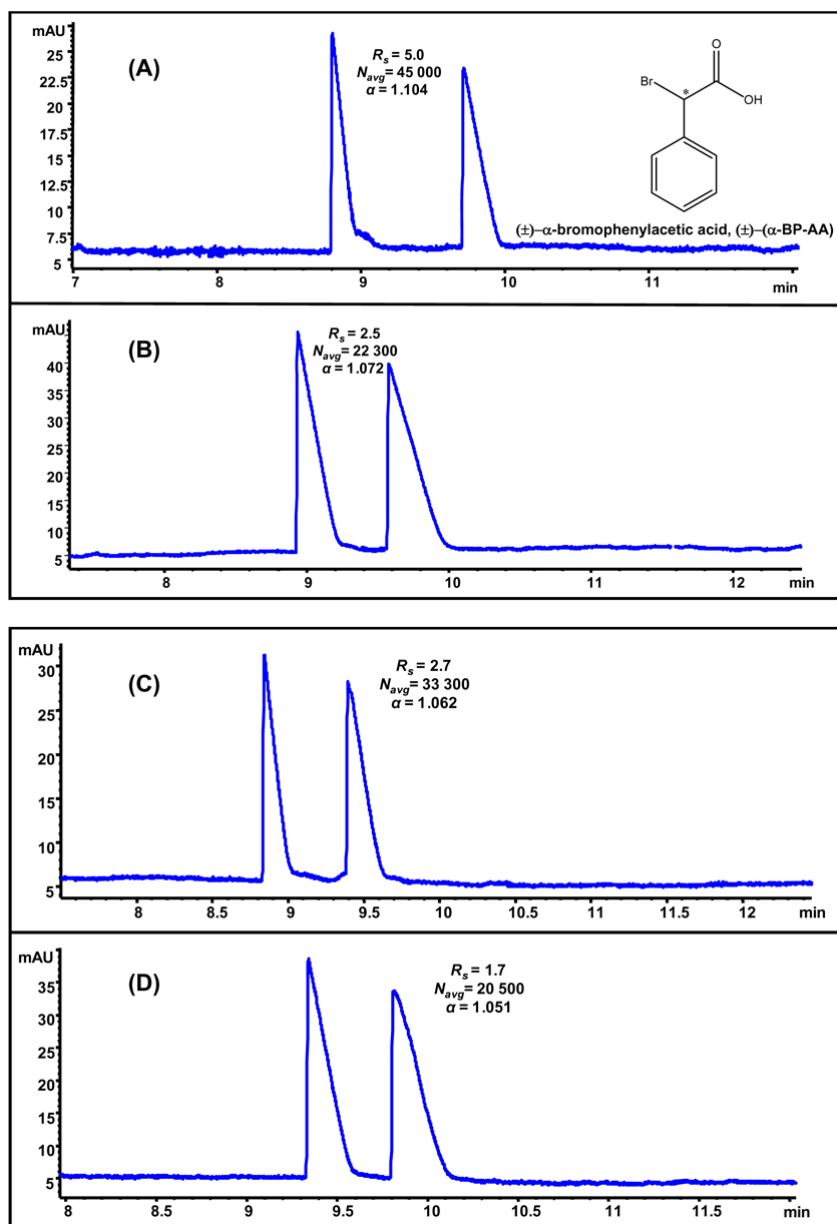 mAU
25
22.5
20
17.5
15
12.5
10
7.5
5
(A)
Rs = 5.0
Navg= 45 000
α = 1.104
O
Br
*
OH
(±)–α-bromophenylacetic acid, (±)–(α-BP-AA)
7 8 9 10 11 min
mAU
40
35
30
25
20
15
10
5
(B)
Rs = 2.5
Navg= 22 300
α = 1.072
8 9 10 11 12 min
mAU
30
25
20
15
10
5
(C)
Rs = 2.7
Navg= 33 300
α = 1.062
8 8.5 9 9.5 10 10.5 11 11.5 12 min
mAU
35
30
25
20
15
10
5
(D)
Rs = 1.7
Navg= 20 500
α = 1.051
8 8.5 9 9.5 10 10.5 11 11.5 min